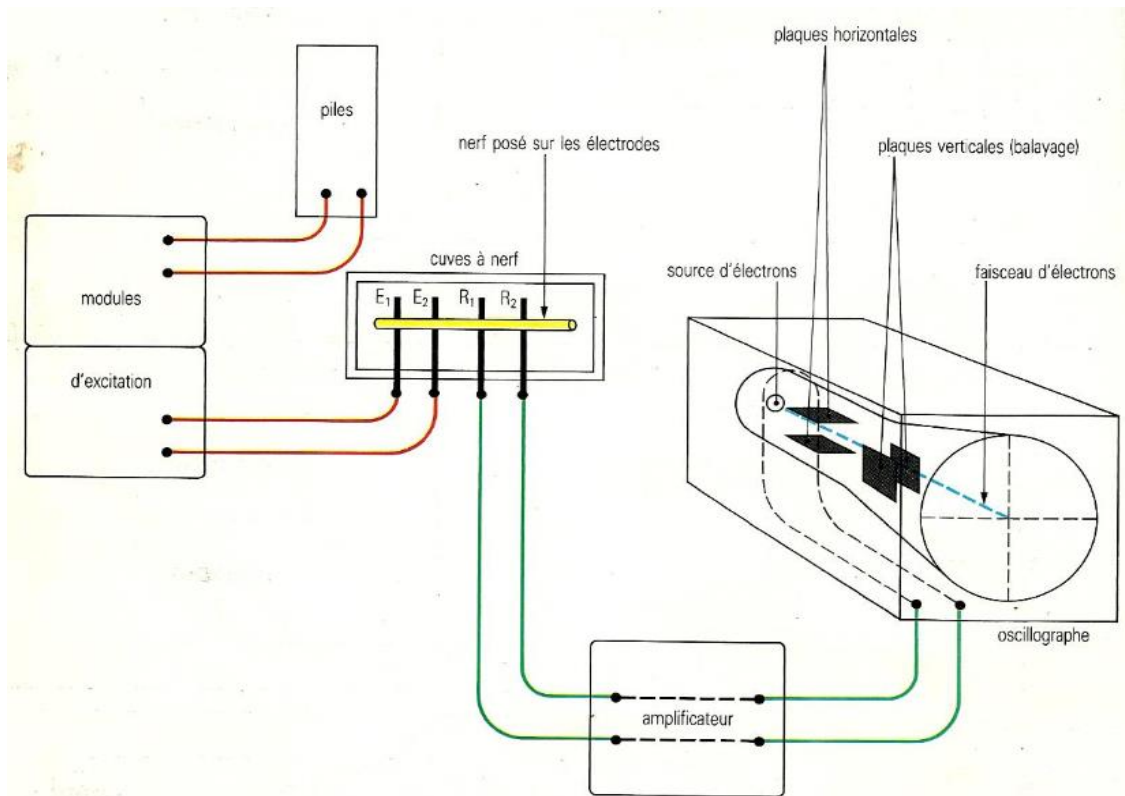 plaques horizontales
piles
nerf posé sur les électrodes
plaques verticales (balayage)
cuves à nerf
source d'électrons
faisceau d'électrons
E₁ E₂ R₁ R₂
modules
d'excitation
oscillographe
amplificateur